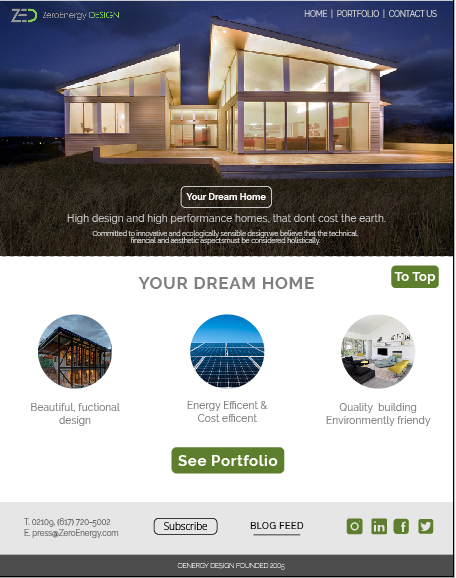 ZED ZeroEnergy DESIGN
HOME | PORTFOLIO | CONTACT US
Your Dream Home
High design and high performance homes, that dont cost the earth.
Committed to innovative and ecologically sensible design,we believe that the technical,
financial and aesthetic aspectsmust be considered holistically.
To Top
YOUR DREAM HOME
Beautiful, fuctional
design
Energy Efficent &
Cost efficent
Quality building
Environmently friendy
See Portfolio
T. 02109, (617) 720-5002
E. press@ZeroEnergy.com
Subscribe
BLOG FEED
OENERGY DESIGN FOUNDED 2005